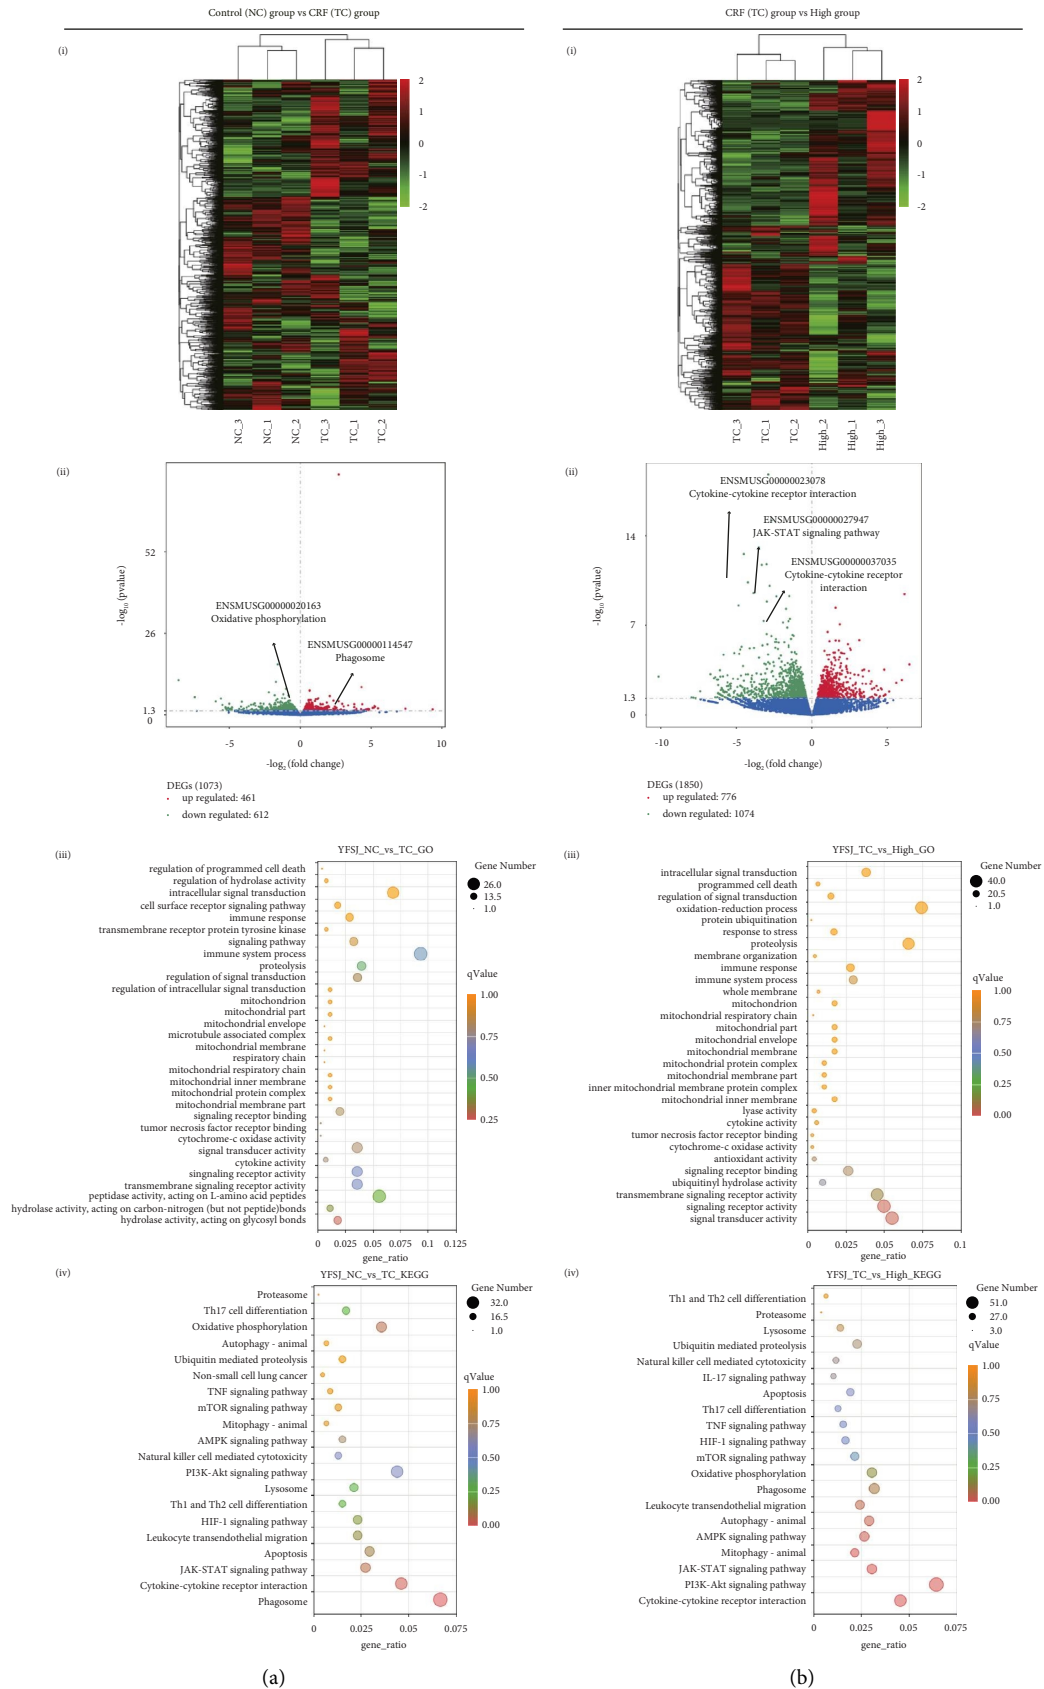 Control (NC) group vs CRF (TC) group
(i)
2
1
0
-1
-2
NC_3
NC_1
NC_2
TC_3
TC_1
TC_2
(ii)
-log10 (pvalue)
52
26
1.3
0
ENSMUSG00000020163
Oxidative phosphorylation
ENSMUSG00000114547
Phagosome
-5
0
5
10
-log2 (fold change)
DEGs (1073)
up regulated: 461
down regulated: 612
(iii)
YFSJ_NC_vs_TC_GO
regulation of programmed cell death
regulation of hydrolase activity
intracellular signal transduction
cell surface receptor signaling pathway
immune response
transmembrane receptor protein tyrosine kinase
signaling pathway
immune system process
proteolysis
regulation of signal transduction
regulation of intracellular signal transduction
mitochondrion
mitochondrial part
mitochondrial envelope
microtubule associated complex
mitochondrial membrane
respiratory chain
mitochondrial respiratory chain
mitochondrial inner membrane
mitochondrial protein complex
mitochondrial membrane part
signaling receptor binding
tumor necrosis factor receptor binding
cytochrome-c oxidase activity
signal transducer activity
cytokine activity
singnaling receptor activity
transmembrane signaling receptor activity
peptidase activity, acting on L-amino acid peptides
hydrolase activity, acting on carbon-nitrogen (but not peptide)bonds
hydrolase activity, acting on glycosyl bonds
0 0.025 0.05 0.075 0.1 0.125
gene_ratio
Gene Number
26.0
13.5
1.0
qValue
1.00
0.75
0.50
0.25
(iv)
YFSJ_NC_vs_TC_KEGG
Proteasome
Th17 cell differentiation
Oxidative phosphorylation
Autophagy - animal
Ubiquitin mediated proteolysis
Non-small cell lung cancer
TNF signaling pathway
mTOR signaling pathway
Mitophagy - animal
AMPK signaling pathway
Natural killer cell mediated cytotoxicity
PI3K-Akt signaling pathway
Lysosome
Th1 and Th2 cell differentiation
HIF-1 signaling pathway
Leukocyte transendothelial migration
Apoptosis
JAK-STAT signaling pathway
Cytokine-cytokine receptor interaction
Phagosome
0 0.025 0.05 0.075
gene_ratio
Gene Number
32.0
16.5
1.0
qValue
1.00
0.75
0.50
0.25
0.00
(a)
CRF (TC) group vs High group
(i)
2
1
0
-1
-2
TC_3
TC_1
TC_2
High_2
High_1
High_3
(ii)
-log10 (pvalue)
14
7
1.3
0
ENSMUSG00000023078
Cytokine-cytokine receptor interaction
ENSMUSG00000027947
JAK-STAT signaling pathway
ENSMUSG00000037035
Cytokine-cytokine receptor
interaction
-10
-5
0
5
-log2 (fold change)
DEGs (1850)
up regulated: 776
down regulated: 1074
(iii)
YFSJ_TC_vs_High_GO
intracellular signal transduction
programmed cell death
regulation of signal transduction
oxidation-reduction process
protein ubiquitination
response to stress
proteolysis
membrane organization
immune response
immune system process
whole membrane
mitochondrion
mitochondrial respiratory chain
mitochondrial part
mitochondrial envelope
mitochondrial membrane
mitochondrial protein complex
mitochondrial membrane part
inner mitochondrial membrane protein complex
mitochondrial inner membrane
lyase activity
cytokine activity
tumor necrosis factor receptor binding
cytochrome-c oxidase activity
antioxidant activity
signaling receptor binding
ubiquitinyl hydrolase activity
transmembrane signaling receptor activity
signaling receptor activity
signal transducer activity
0 0.025 0.05 0.075 0.1
gene_ratio
Gene Number
40.0
20.5
1.0
qValue
1.00
0.75
0.50
0.25
0.00
(iv)
YFSJ_TC_vs_High_KEGG
Th1 and Th2 cell differentiation
Proteasome
Lysosome
Ubiquitin mediated proteolysis
Natural killer cell mediated cytotoxicity
IL-17 signaling pathway
Apoptosis
Th17 cell differentiation
TNF signaling pathway
HIF-1 signaling pathway
mTOR signaling pathway
Oxidative phosphorylation
Phagosome
Leukocyte transendothelial migration
Autophagy - animal
AMPK signaling pathway
Mitophagy - animal
JAK-STAT signaling pathway
PI3K-Akt signaling pathway
Cytokine-cytokine receptor interaction
0 0.025 0.05 0.075
gene_ratio
Gene Number
51.0
27.0
3.0
qValue
1.00
0.75
0.50
0.25
0.00
(b)